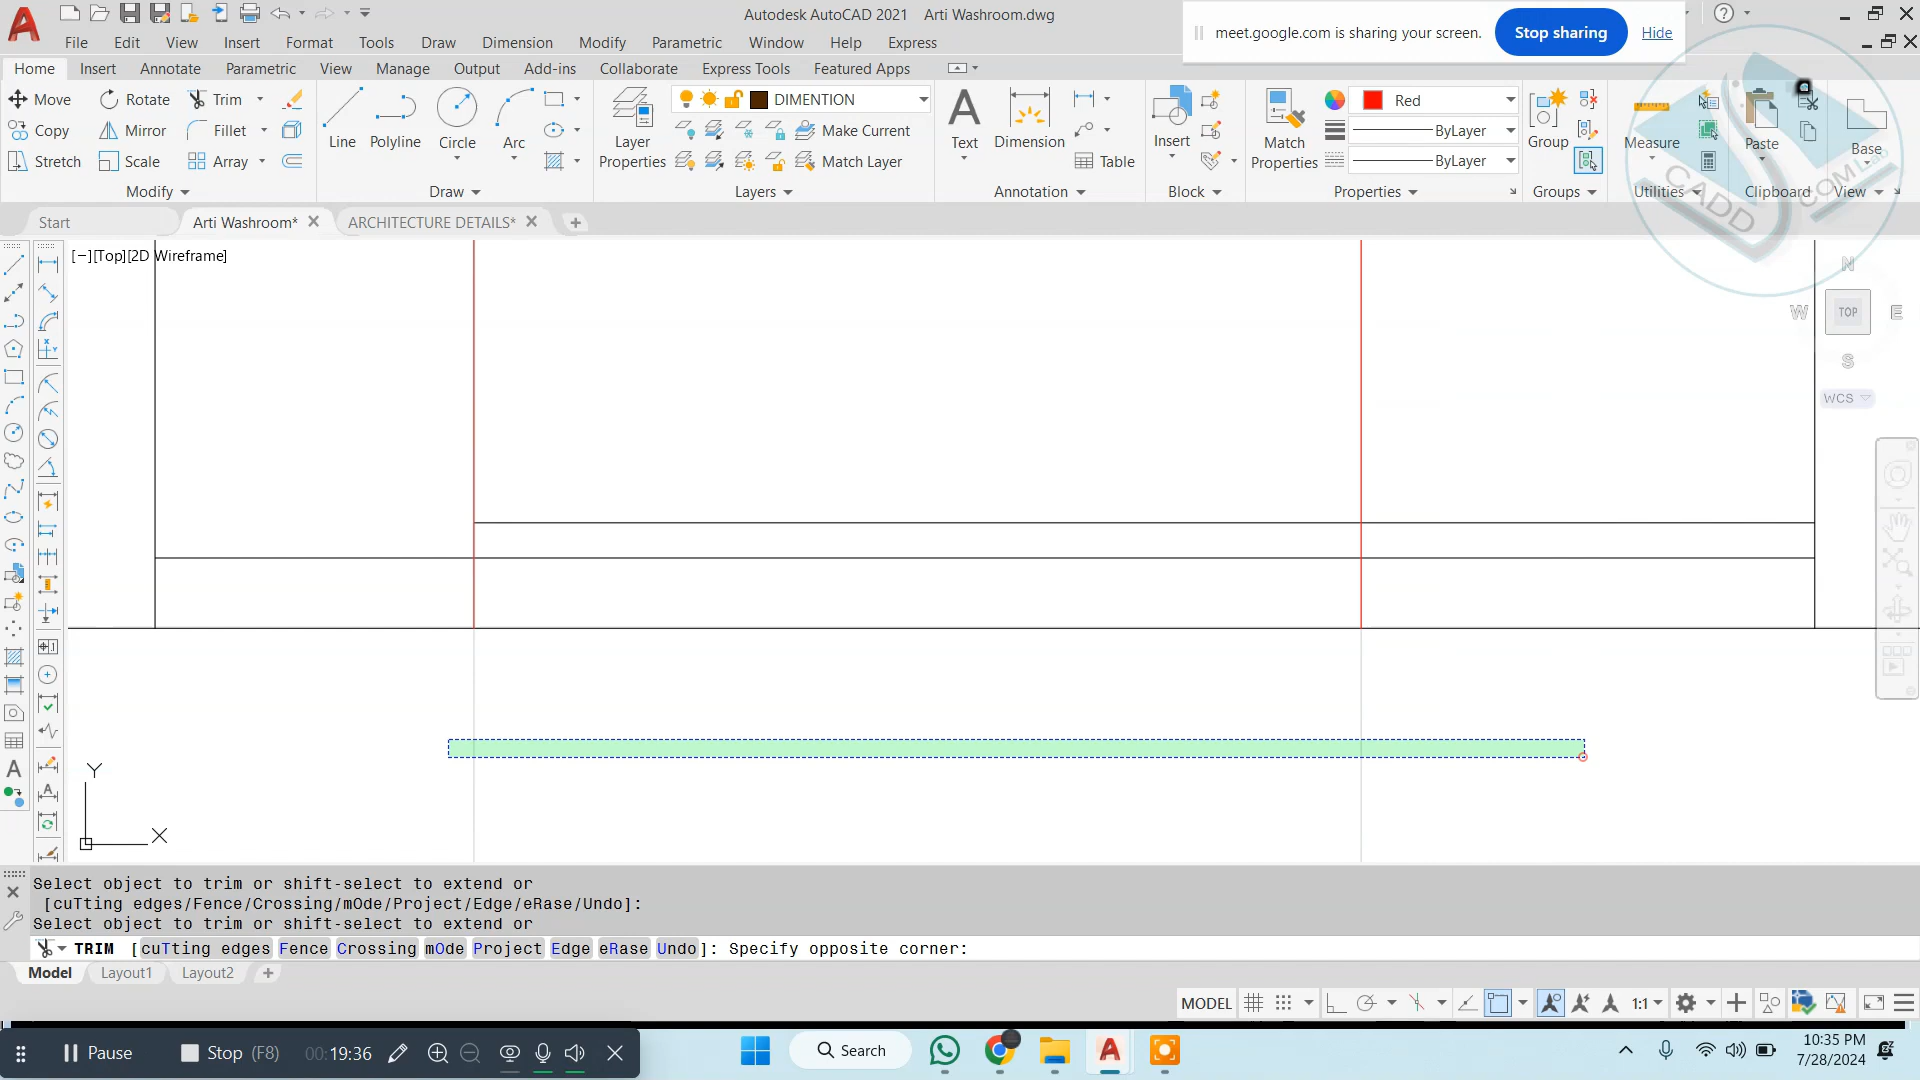 Autodesk AutoCAD 2021 Arti Washroom.dwg
meet.google.com is sharing your screen. Stop sharing Hide
File Edit View Insert Format Tools Draw Dimension Modify Parametric Window Help Express
Home Insert Annotate Parametric View Manage Output Add-ins Collaborate Express Tools Featured Apps
Move Rotate Trim
Copy Mirror Fillet
Stretch Scale Array
Modify
Line Polyline Circle Arc
Draw
Layer Properties
DIMENTION
Make Current
Match Layer
Layers
Text Dimension Table
Annotation
Insert
Block
Match Properties
Red
ByLayer
ByLayer
Properties
Group
Groups
Measure
Utilities
Paste
Clipboard
Base
View
CADD COM Lab
Start Arti Washroom* ARCHITECTURE DETAILS*
[−][Top][2D Wireframe]
N
W TOP E
S
WCS
Y
X
Select object to trim or shift-select to extend or
[cuTting edges/Fence/Crossing/mOde/Project/Edge/eRase/Undo]:
Select object to trim or shift-select to extend or
TRIM [cuTting edges Fence Crossing mOde Project Edge eRase Undo]: Specify opposite corner:
Model Layout1 Layout2
MODEL 1:1
Pause Stop (F8) 00:19:36
Search
10:35 PM
7/28/2024